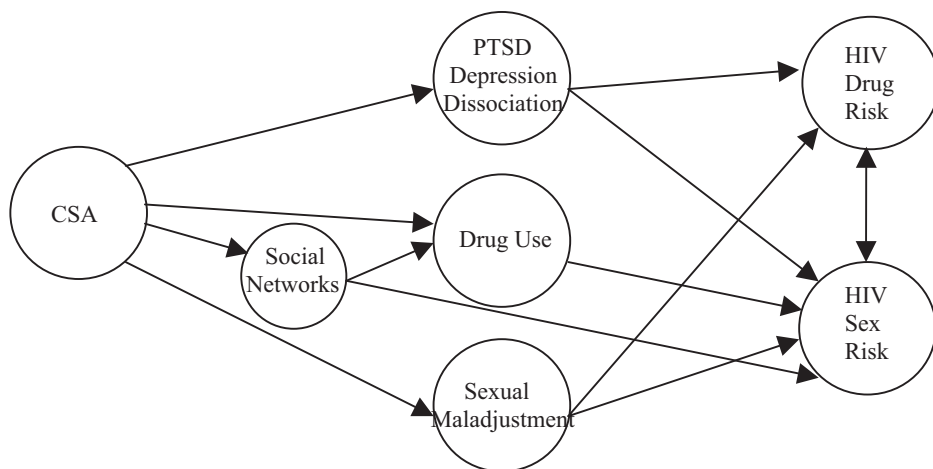 PTSD
Depression
Dissociation
HIV
Drug
Risk
CSA
Social
Networks
Drug Use
HIV
Sex
Risk
Sexual
Maladjustment